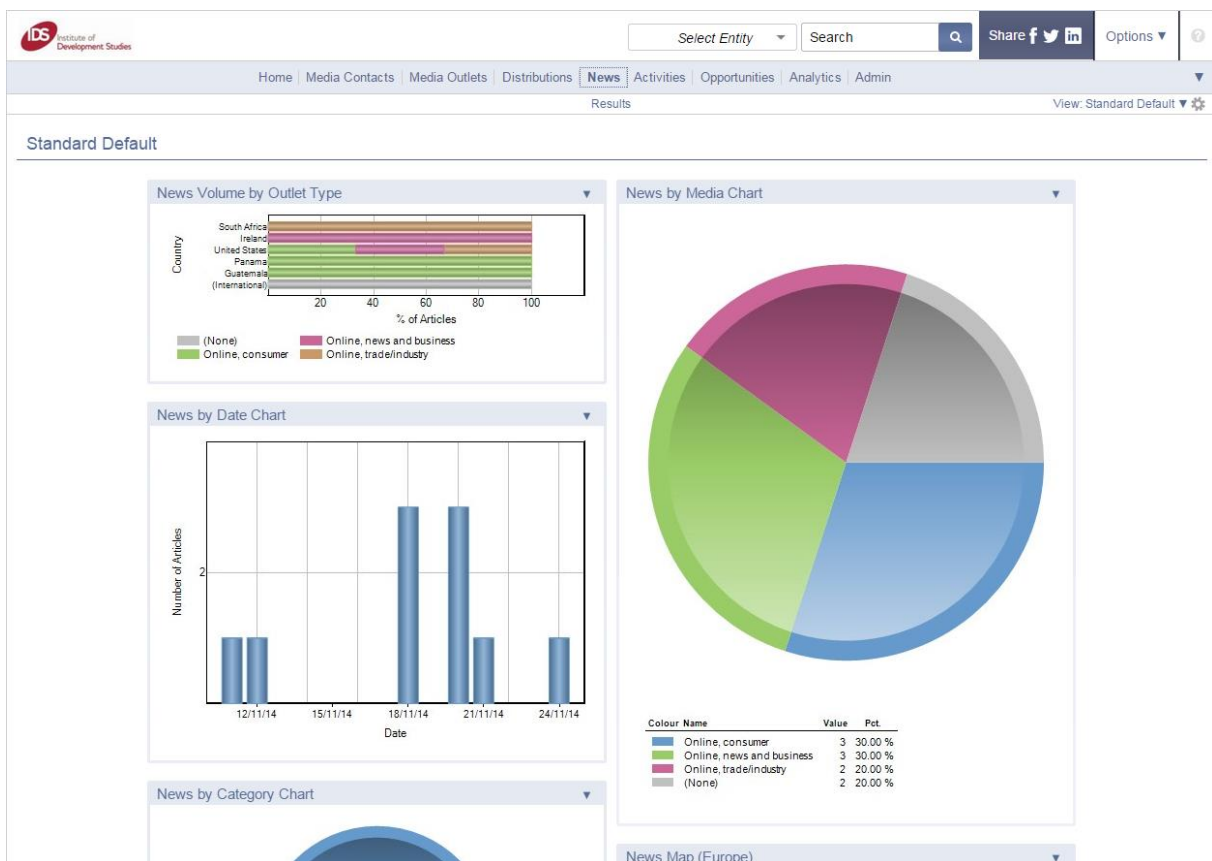 IDS Institute of
Development Studies
Select Entity
Search
Share
Options
Home | Media Contacts | Media Outlets | Distributions | News | Activities | Opportunities | Analytics | Admin
Results
View: Standard Default
Standard Default
News Volume by Outlet Type
Country
South Africa
Ireland
United States
Panama
Guatemala
(International)
20 40 60 80 100
% of Articles
(None) Online, news and business
Online, consumer Online, trade/industry
News by Date Chart
Number of Articles
2
12/11/14 15/11/14 18/11/14 21/11/14 24/11/14
Date
News by Category Chart
News by Media Chart
Colour Name Value Pct.
Online, consumer 3 30.00 %
Online, news and business 3 30.00 %
Online, trade/industry 2 20.00 %
(None) 2 20.00 %
News Map (Europe)